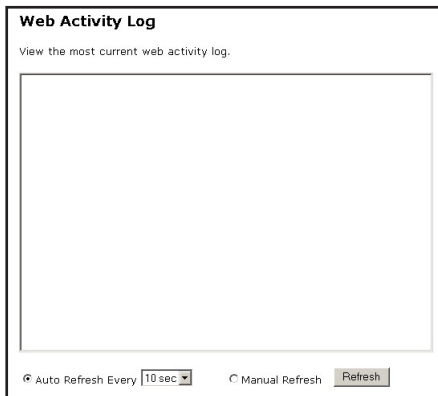 Web Activity Log
View the most current web activity log.
Auto Refresh Every 10 sec Manual Refresh Refresh